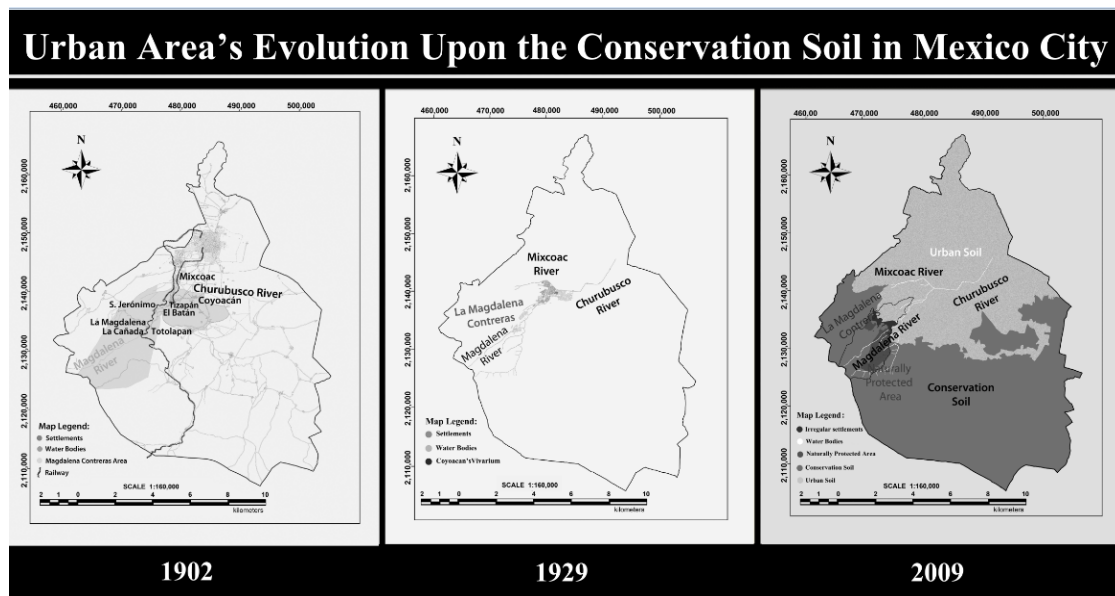 Urban Area's Evolution Upon the Conservation Soil in Mexico City
460,000 470,000 480,000 490,000 500,000
N
2,160,000
2,150,000
2,140,000
2,130,000
2,120,000
2,110,000
Mixcoac
Churubusco River
S. Jerónimo
Tizapán
Coyoacán
El Batán
La Magdalena
La Cañada
Totolapan
Magdalena
River
Map Legend:
Settlements
Water Bodies
Magdalena Contreras Area
Railway
SCALE 1:160,000
2 1 0 2 4 6 8 10
kilometers
1902
460,000 470,000 480,000 490,000 500,000
N
2,160,000
2,150,000
2,140,000
2,130,000
2,120,000
2,110,000
Mixcoac
River
Churubusco
River
La Magdalena
Contreras
Magdalena
River
Map Legend:
Settlements
Water Bodies
Coyoacan'sVivarium
SCALE 1:160,000
2 1 0 2 4 6 8 10
kilometers
1929
460,000 470,000 480,000 490,000 500,000
N
2,160,000
2,150,000
2,140,000
2,130,000
2,120,000
2,110,000
Urban Soil
Mixcoac River
Churubusco
River
La Magdalena
Contreras
Magdalena River
Naturally
Protected
Area
Conservation
Soil
Map Legend:
Irregular settlements
Water Bodies
Naturally Protected Area
Conservation Soil
Urban Soil
SCALE 1:160,000
2 1 0 2 4 6 8 10
kilometers
2009